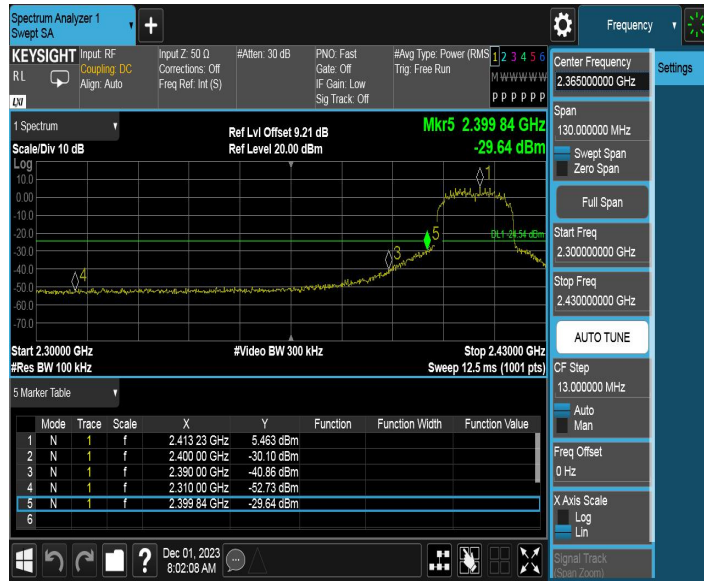 Spectrum Analyzer 1
Swept SA
Frequency
KEYSIGHT
RL
LXI
Input: RF
Coupling: DC
Align: Auto
Input Z: 50 Ω
Corrections: Off
Freq Ref: Int (S)
#Atten: 30 dB
PNO: Fast
Gate: Off
IF Gain: Low
Sig Track: Off
#Avg Type: Power (RMS
Trig: Free Run
1 2 3 4 5 6
M W W W W W
P P P P P P
1 Spectrum
Scale/Div 10 dB
Ref Lvl Offset 9.21 dB
Ref Level 20.00 dBm
Mkr5 2.399 84 GHz
-29.64 dBm
Log
10.0
0.00
-10.0
-20.0
-30.0
-40.0
-50.0
-60.0
-70.0
1
5
3
4
DL1 -24.54 dBm
Start 2.30000 GHz
#Video BW 300 kHz
Stop 2.43000 GHz
#Res BW 100 kHz
Sweep 12.5 ms (1001 pts)
5 Marker Table
Mode Trace Scale X Y Function Function Width Function Value
1 N 1 f 2.413 23 GHz 5.463 dBm
2 N 1 f 2.400 00 GHz -30.10 dBm
3 N 1 f 2.390 00 GHz -40.86 dBm
4 N 1 f 2.310 00 GHz -52.73 dBm
5 N 1 f 2.399 84 GHz -29.64 dBm
6
?
Dec 01, 2023
8:02:08 AM
Center Frequency
2.365000000 GHz
Settings
Span
130.000000 MHz
Swept Span
Zero Span
Full Span
Start Freq
2.300000000 GHz
Stop Freq
2.430000000 GHz
AUTO TUNE
CF Step
13.000000 MHz
Auto
Man
Freq Offset
0 Hz
X Axis Scale
Log
Lin
Signal Track
(Span Zoom)